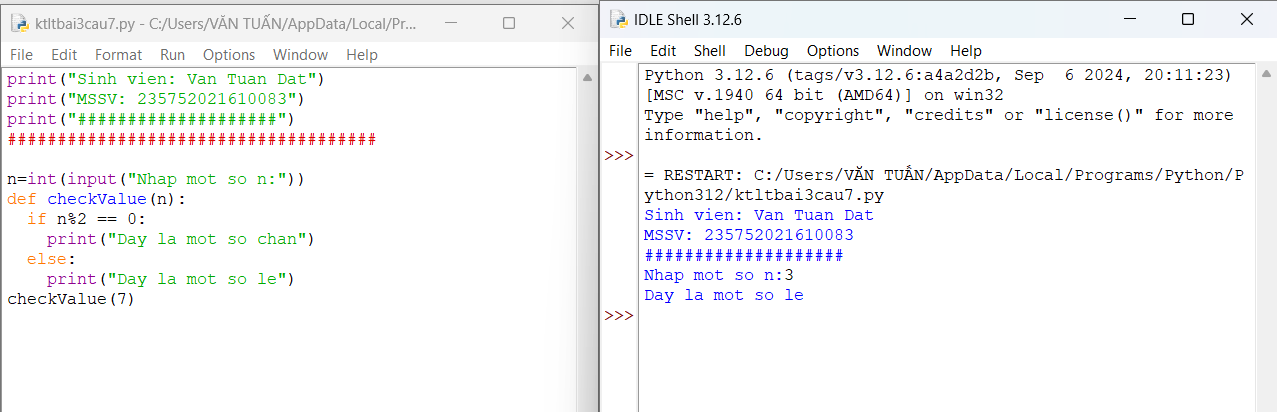 ktltbai3cau7.py - C:/Users/VĂN TUẤN/AppData/Local/Pr...
File Edit Format Run Options Window Help
print("Sinh vien: Van Tuan Dat")
print("MSSV: 235752021610083")
print("####################")
#####################################
n=int(input("Nhap mot so n:"))
def checkValue(n):
  if n%2 == 0:
    print("Day la mot so chan")
  else:
    print("Day la mot so le")
checkValue(7)
IDLE Shell 3.12.6
File Edit Shell Debug Options Window Help
Python 3.12.6 (tags/v3.12.6:a4a2d2b, Sep  6 2024, 20:11:23)
[MSC v.1940 64 bit (AMD64)] on win32
Type "help", "copyright", "credits" or "license()" for more
information.
>>>
= RESTART: C:/Users/VĂN TUẤN/AppData/Local/Programs/Python/P
ython312/ktltbai3cau7.py
Sinh vien: Van Tuan Dat
MSSV: 235752021610083
####################
Nhap mot so n:3
Day la mot so le
>>>